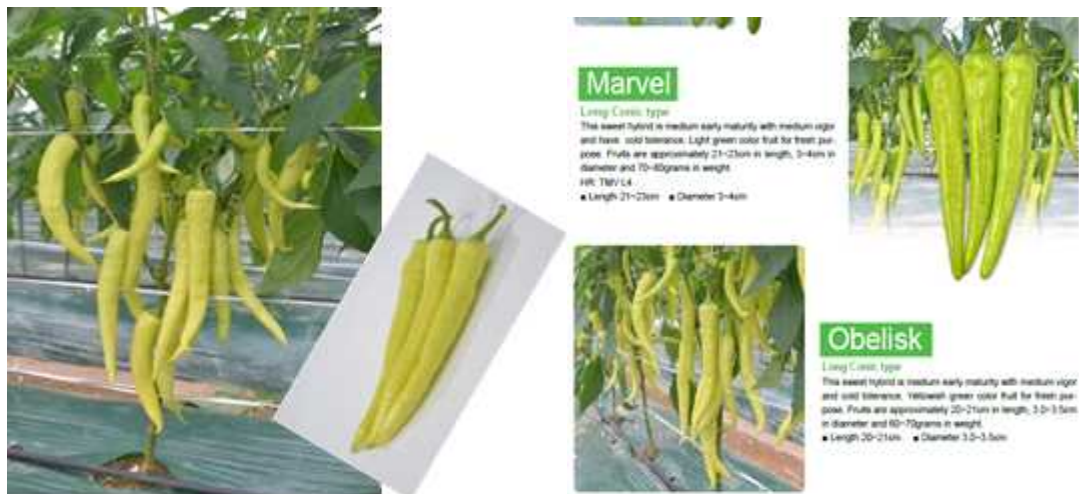 Marvel
Long Conic type
This sweet hybrid is medium early maturity with medium vigor
and have cold tolerance. Light green color fruit for fresh pur-
pose. Fruits are approximately 21~23cm in length, 3~4cm in
diameter and 70~80grams in weight.
HR: TMV L4
■ Length 21~23cm ■ Diameter 3~4cm
Obelisk
Long Conic type
This sweet hybrid is medium early maturity with medium vigor
and cold tolerance. Yellowish green color fruit for fresh pur-
pose. Fruits are approximately 20~21cm in length, 3.0~3.5cm
in diameter and 60~70grams in weight.
■ Length 20~21cm ■ Diameter 3.0~3.5cm